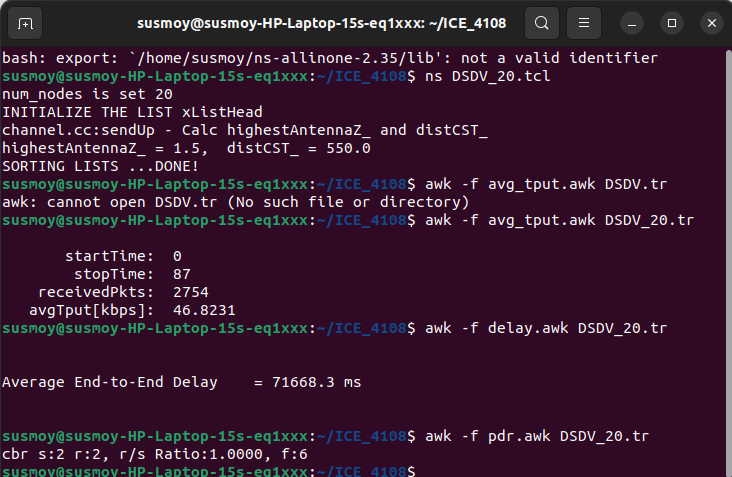 susmoy@susmoy-HP-Laptop-15s-eq1xxx: ~/ICE_4108
bash: export: `/home/susmoy/ns-allinone-2.35/lib': not a valid identifier
susmoy@susmoy-HP-Laptop-15s-eq1xxx:~/ICE_4108$ ns DSDV_20.tcl
num_nodes is set 20
INITIALIZE THE LIST xListHead
channel.cc:sendUp - Calc highestAntennaZ_ and distCST_
highestAntennaZ_ = 1.5,  distCST_ = 550.0
SORTING LISTS ...DONE!
susmoy@susmoy-HP-Laptop-15s-eq1xxx:~/ICE_4108$ awk -f avg_tput.awk DSDV.tr
awk: cannot open DSDV.tr (No such file or directory)
susmoy@susmoy-HP-Laptop-15s-eq1xxx:~/ICE_4108$ awk -f avg_tput.awk DSDV_20.tr
startTime:  0
stopTime:  87
receivedPkts:  2754
avgTput[kbps]:  46.8231
susmoy@susmoy-HP-Laptop-15s-eq1xxx:~/ICE_4108$ awk -f delay.awk DSDV_20.tr
Average End-to-End Delay    = 71668.3 ms
susmoy@susmoy-HP-Laptop-15s-eq1xxx:~/ICE_4108$ awk -f pdr.awk DSDV_20.tr
cbr s:2 r:2, r/s Ratio:1.0000, f:6
susmoy@susmoy-HP-Laptop-15s-eq1xxx:~/ICE_4108$